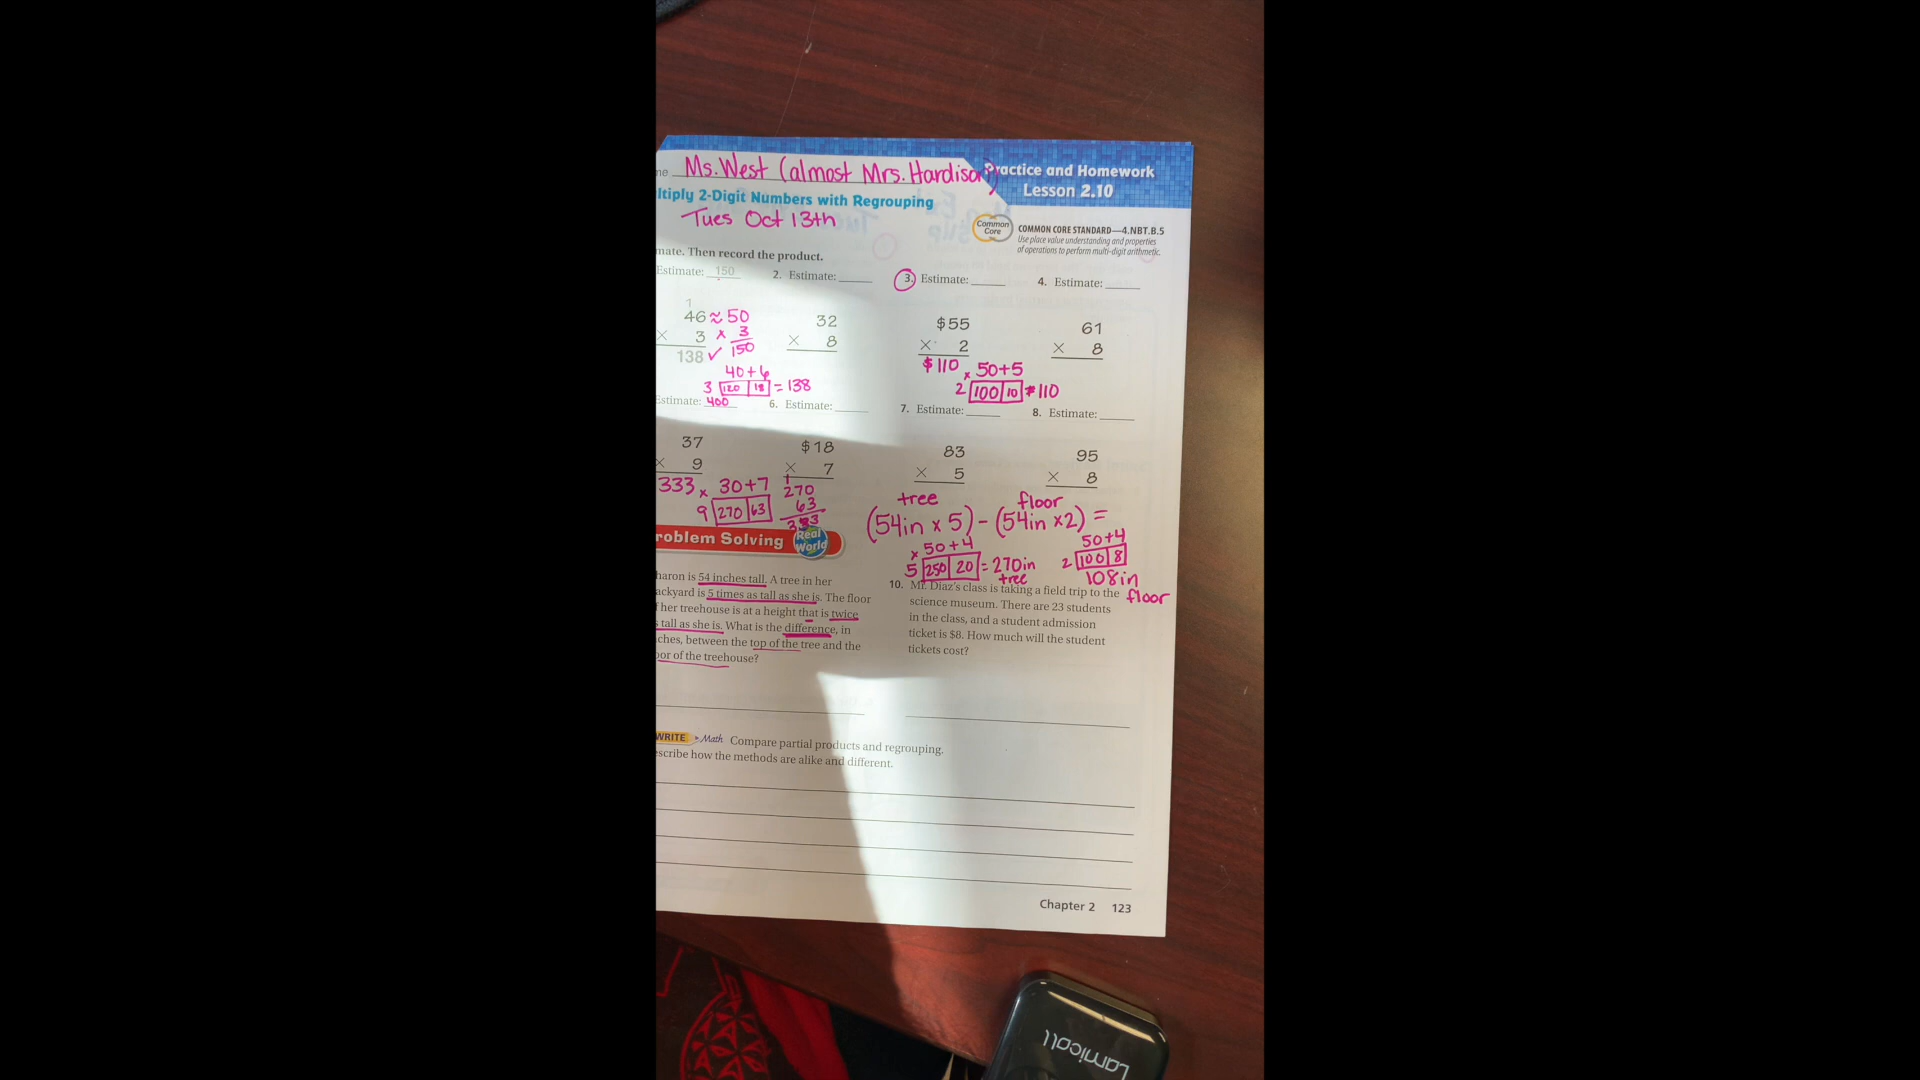 ne Ms. West (almost Mrs. Hardison)
Practice and Homework
Lesson 2.10
ltiply 2-Digit Numbers with Regrouping
Tues Oct 13th
Common Core
COMMON CORE STANDARD—4.NBT.B.5
Use place value understanding and properties
of operations to perform multi-digit arithmetic.
mate. Then record the product.
Estimate: 150
2. Estimate:
3. Estimate:
4. Estimate:
1
46 ≈ 50
× 3 × 3
138 ✓ 150
40+6
3 120 18 = 138
32
× 8
$55
× 2
$110
× 50+5
2 100 10 = 110
61
× 8
Estimate: 400
6. Estimate:
7. Estimate:
8. Estimate:
37
× 9
333
× 30+7
9 270 63
$18
× 7
1
270
63
333
83
× 5
95
× 8
tree floor
(54in × 5) - (54in × 2) =
× 50+4
5 250 20 = 270in
tree
50+4
2 100 8
108in
floor
roblem Solving Real World
haron is 54 inches tall. A tree in her
ackyard is 5 times as tall as she is. The floor
f her treehouse is at a height that is twice
s tall as she is. What is the difference, in
ches, between the top of the tree and the
oor of the treehouse?
10. Mr. Diaz's class is taking a field trip to the
science museum. There are 23 students
in the class, and a student admission
ticket is $8. How much will the student
tickets cost?
WRITE Math Compare partial products and regrouping.
scribe how the methods are alike and different.
Chapter 2 123
Lamicall